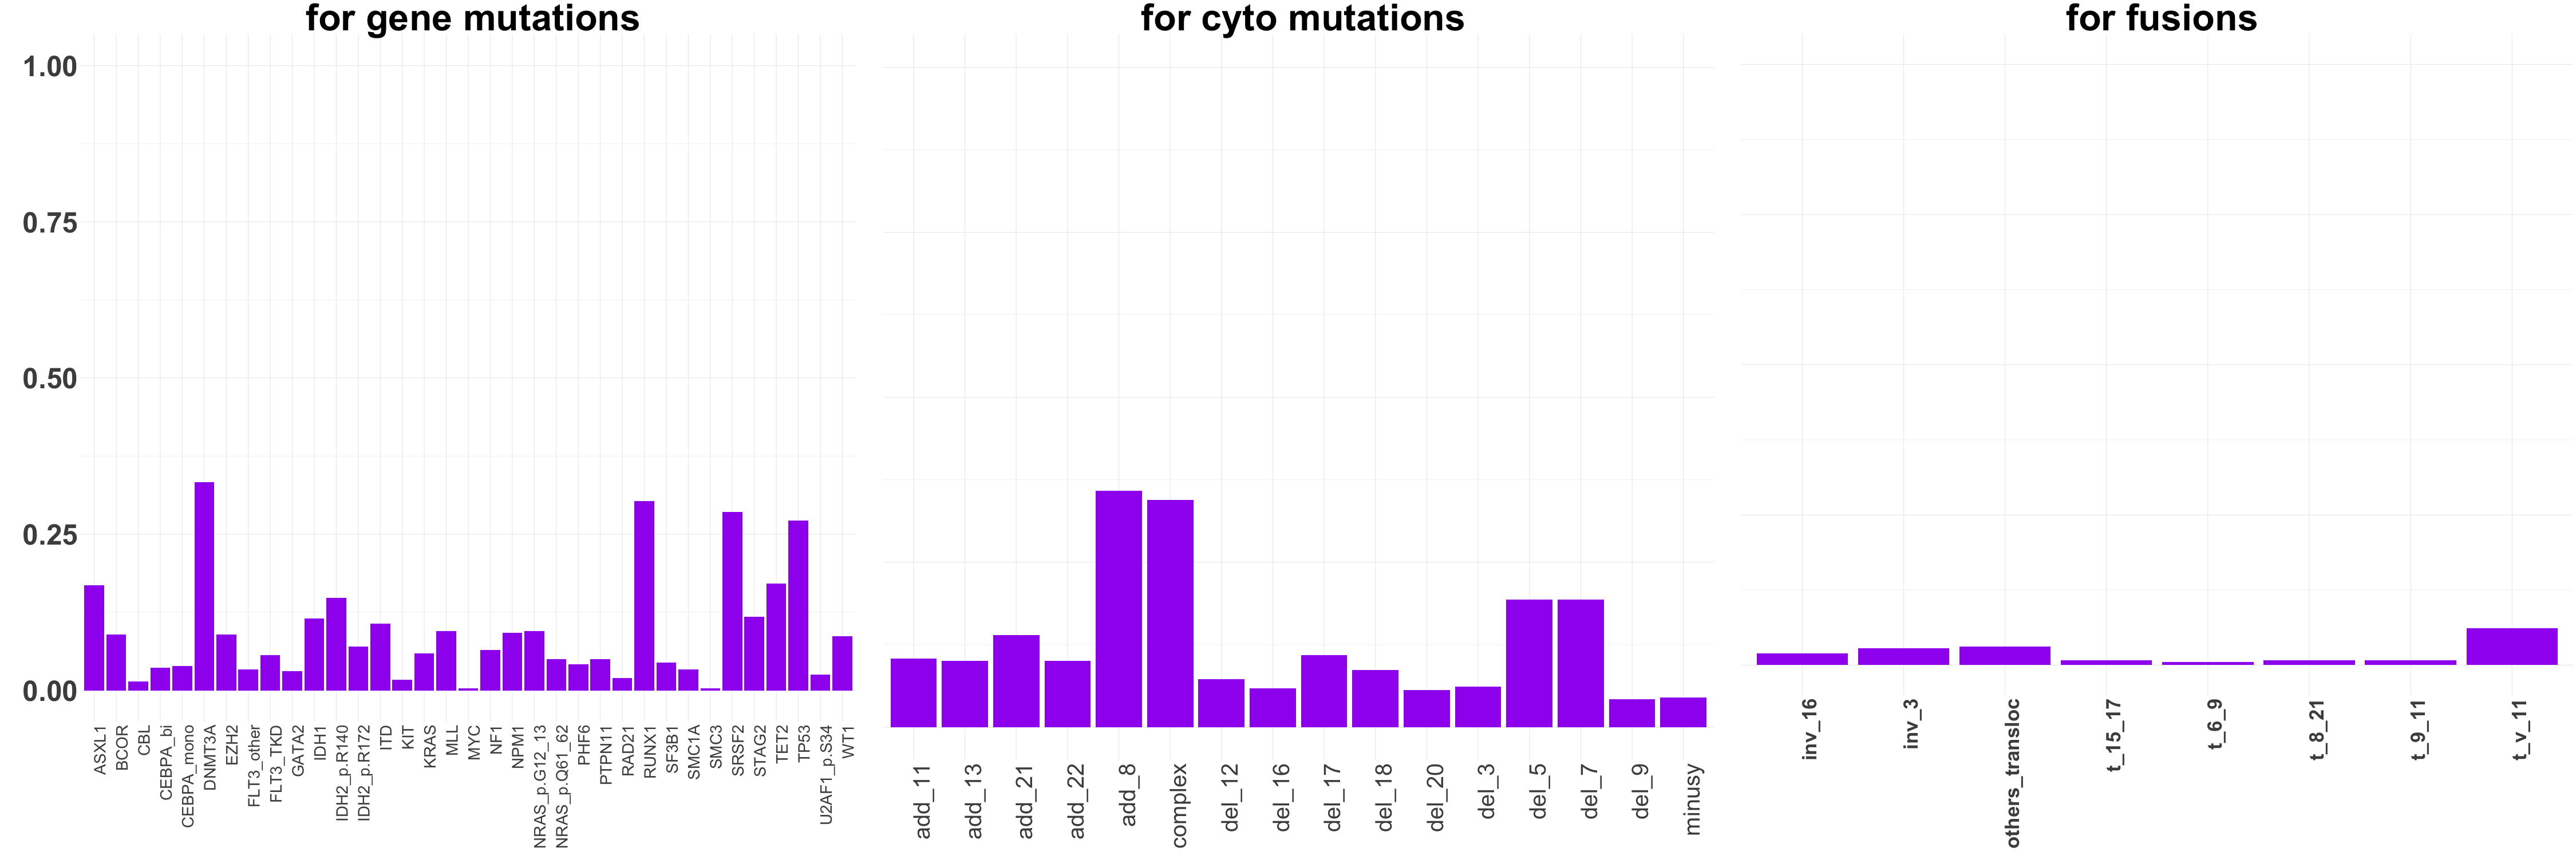 for gene mutations
for cyto mutations
for fusions
1.00
0.75
0.50
0.25
0.00
ASXL1
BCOR
CBL
CEBPA_bi
CEBPA_mono
DNMT3A
EZH2
FLT3_other
FLT3_TKD
GATA2
IDH1
IDH2_p.R140
IDH2_p.R172
ITD
KIT
KRAS
MLL
MYC
NF1
NPM1
NRAS_p.G12_13
NRAS_p.Q61_62
PHF6
PTPN11
RAD21
RUNX1
SF3B1
SMC1A
SMC3
SRSF2
STAG2
TET2
TP53
U2AF1_p.S34
WT1
add_11
add_13
add_21
add_22
add_8
complex
del_12
del_16
del_17
del_18
del_20
del_3
del_5
del_7
del_9
minusy
inv_16
inv_3
others_transloc
t_15_17
t_6_9
t_8_21
t_9_11
t_v_11